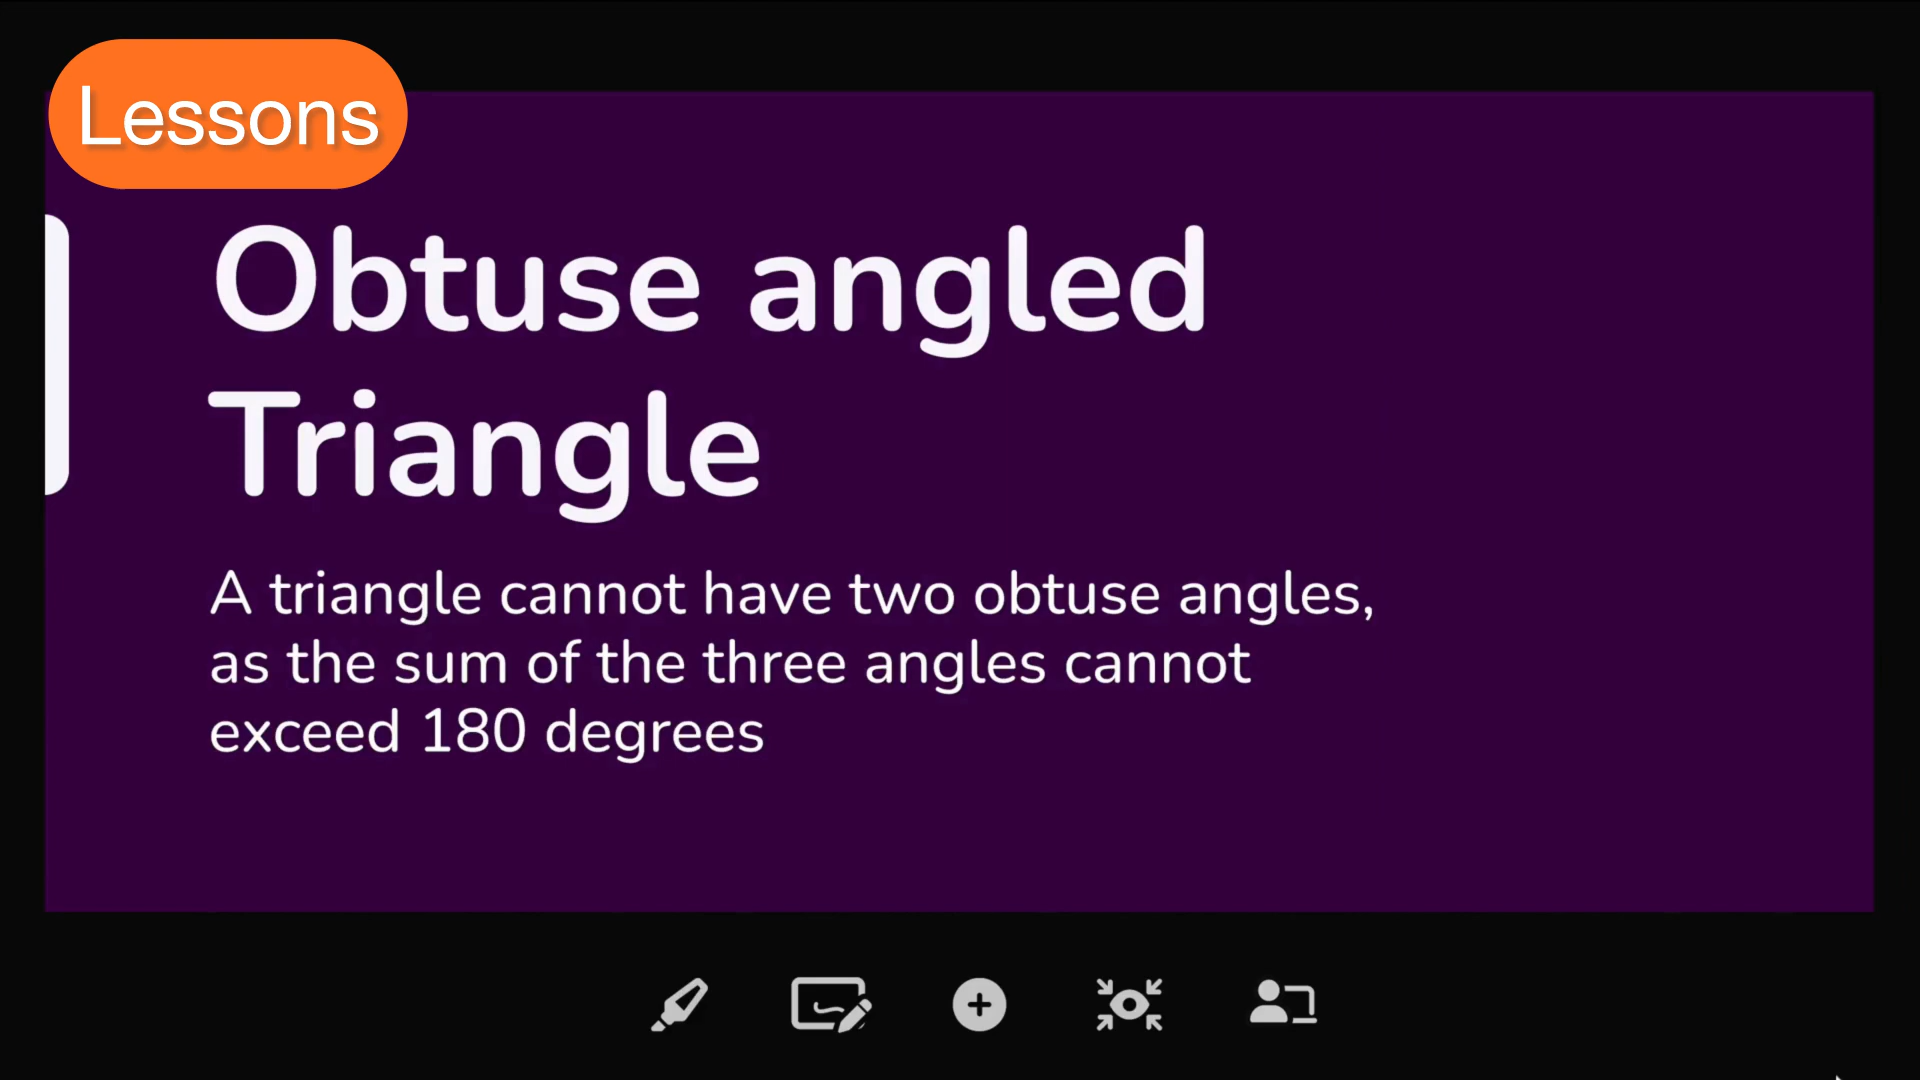 Lessons
Obtuse angled
Triangle
A triangle cannot have two obtuse angles,
as the sum of the three angles cannot
exceed 180 degrees